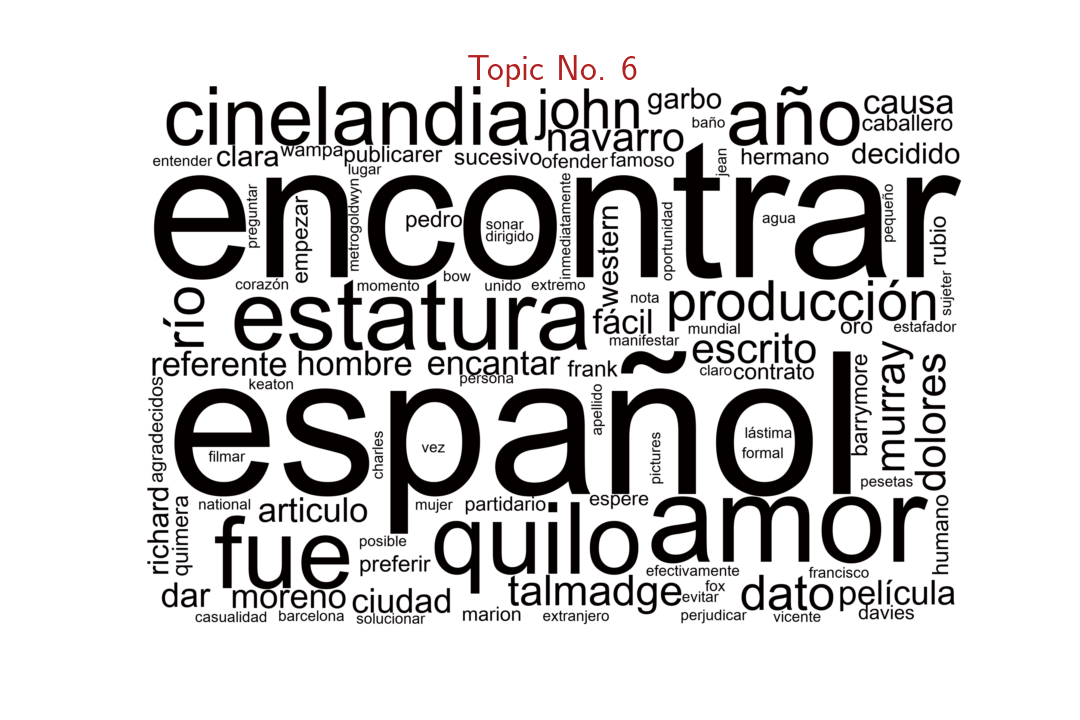 Topic No. 6
cinelandia john garbo año causa
navarro baño caballero
entender clara wampa publicarer sucesivo ofender famoso jean hermano decidido
lugar
encontrar
preguntar empezar metrogoldwyn pedro sonar dirigido inmediatamente western oportunidad agua pequeño rubio
corazón momento bow unido extremo
río estatura fácil nota producción sujeter
manifestar mundial oro estafador
referente hombre encantar frank escrito
keaton persona claro contrato
español
agradecidos filmar charles vez apellido pictures lástima formal barrymore murray dolores
pesetas
richard quimera national articulo mujer partidario espere amor humano
fue posible quilo
preferir efectivamente francisco
dar moreno ciudad talmadge evitar fox dato película
casualidad barcelona solucionar marion extranjero perjudicar vicente davies